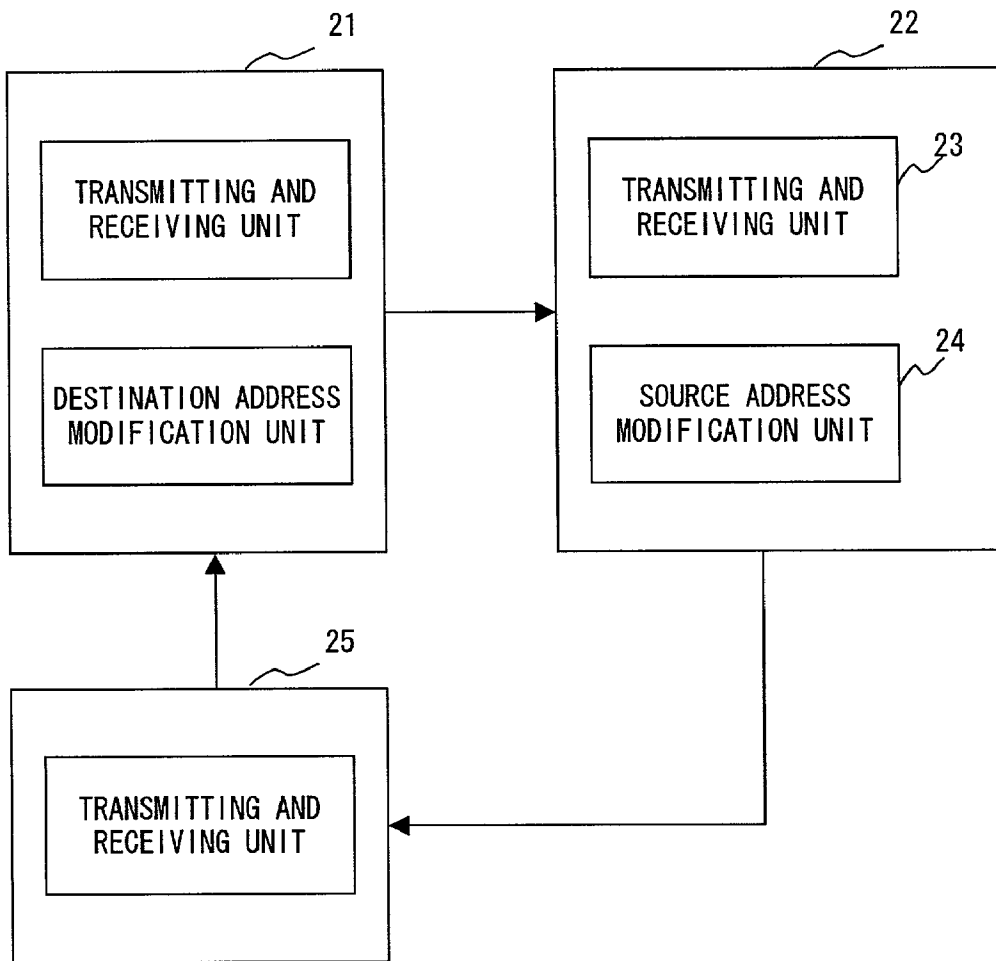 21
22
TRANSMITTING AND
RECEIVING UNIT
TRANSMITTING AND
RECEIVING UNIT
23
DESTINATION ADDRESS
MODIFICATION UNIT
SOURCE ADDRESS
MODIFICATION UNIT
24
25
TRANSMITTING AND
RECEIVING UNIT